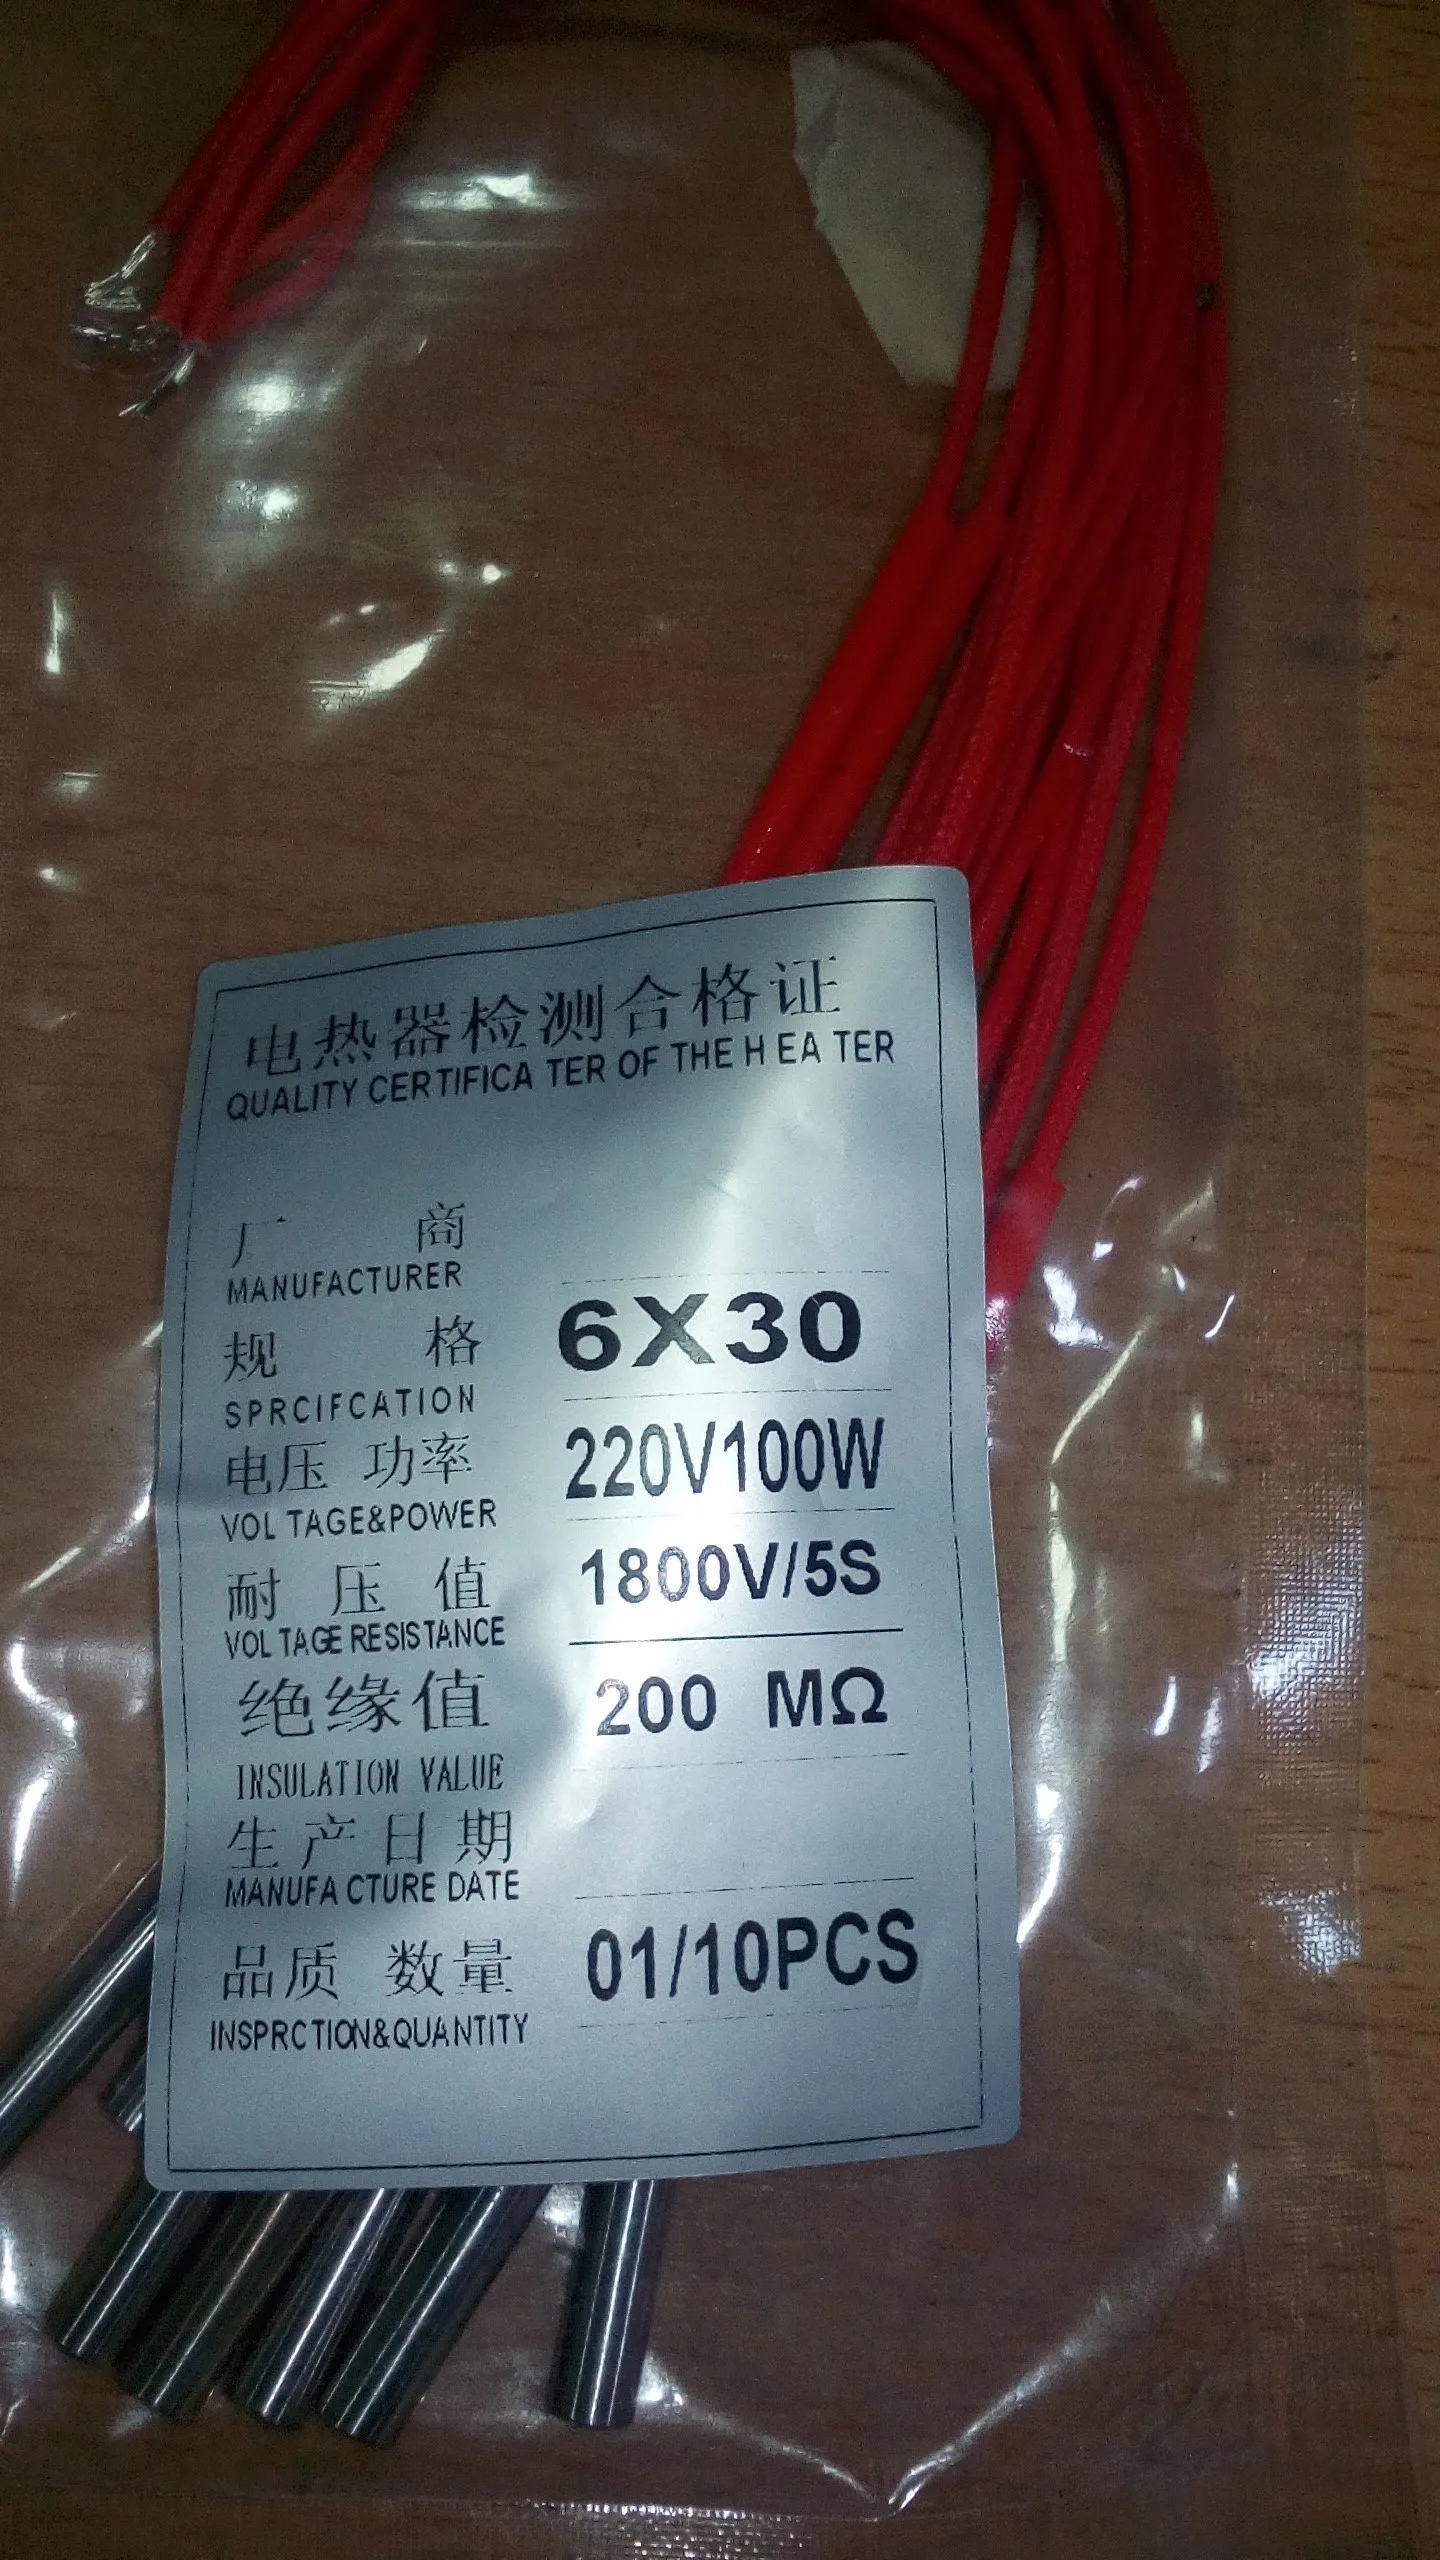 电热器检测合格证
QUALITY CERTIFICA TER OF THE H EA TER
厂 商
MANUFACTURER
规 格 6X30
SPRCIFCATION
电压 功率 220V100W
VOL TAGE&POWER
耐 压 值 1800V/5S
VOL TAGE RESISTANCE
绝缘值 200 MΩ
INSULATION VALUE
生产日期
MANUFA CTURE DATE
品质 数量 01/10PCS
INSPRCTION&QUANTITY